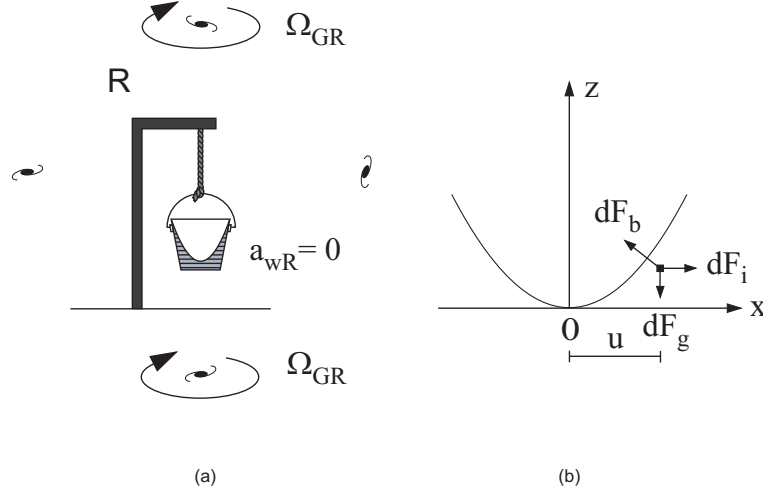 Ω_GR
R
a_wR = 0
Ω_GR
(a)
z
dF_b
dF_i
x
0
dF_g
u
(b)